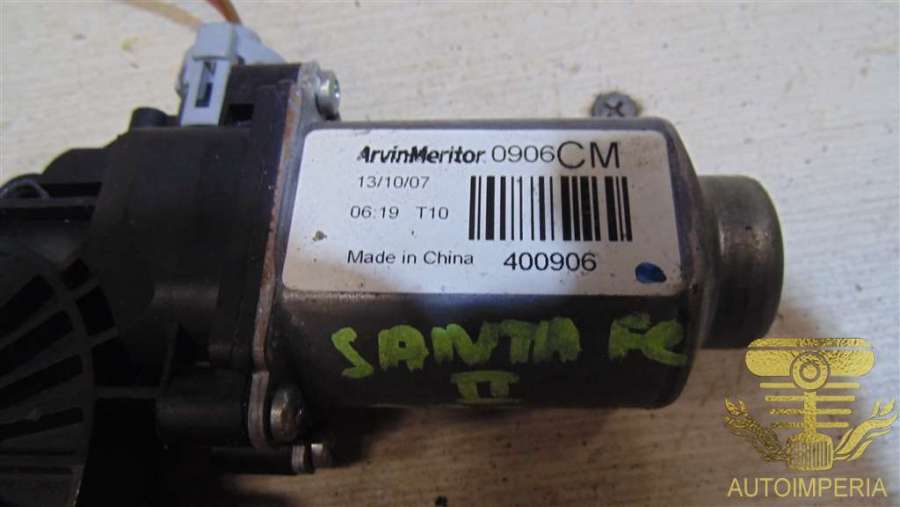 ArvinMeritor 0906CM
13/10/07
06:19 T10
Made in China 400906
SANTA FE
II
AUTOIMPERIA